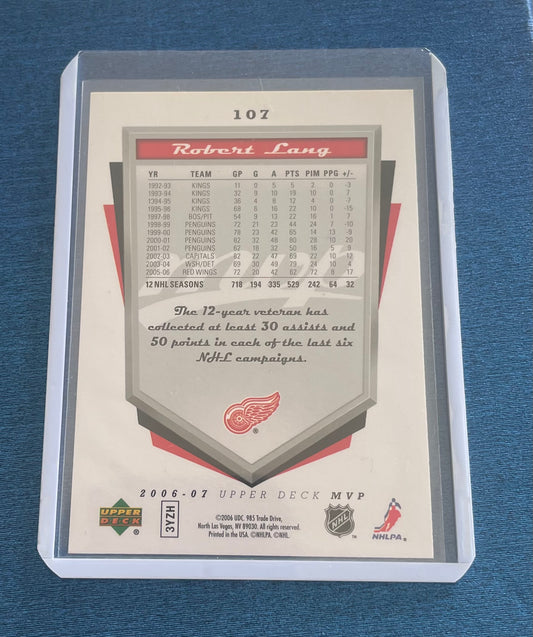 107
Robert Lang
YR TEAM GP G A PTS PIM PPG +/-
1992-93 KINGS 11 0 5 5 2 0 -3
1993-94 KINGS 32 9 10 19 10 0 7
1994-95 KINGS 36 4 8 12 4 0 -7
1995-96 KINGS 68 6 16 22 10 0 -15
1997-98 BOS/PIT 54 9 13 22 16 1 7
1998-99 PENGUINS 72 21 23 44 24 7 -10
1999-00 PENGUINS 78 23 42 65 14 13 -9
2000-01 PENGUINS 82 32 48 80 28 10 20
2001-02 PENGUINS 62 18 32 50 16 5 9
2002-03 CAPITALS 82 22 47 69 22 10 12
2003-04 WSH/DET 69 30 49 79 24 10 4
2005-06 RED WINGS 72 20 42 62 72 8 17
12 NHL SEASONS 718 194 335 529 242 64 32
The 12-year veteran has
collected at least 30 assists and
50 points in each of the last six
NHL campaigns.
®
2006-07 UPPER DECK MVP
UPPER
DECK ®
3YZH
©2006 UDC. 985 Trade Drive,
North Las Vegas, NV 89030. All rights reserved.
Printed in the USA. ©NHLPA. ©NHL.
NHL ™
NHLPA ®